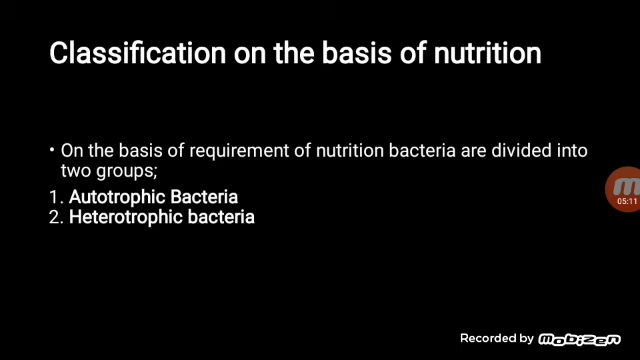 Classification on the basis of nutrition
• On the basis of requirement of nutrition bacteria are divided into
two groups;
1. Autotrophic Bacteria
2. Heterotrophic bacteria
05:11
Recorded by mobizen